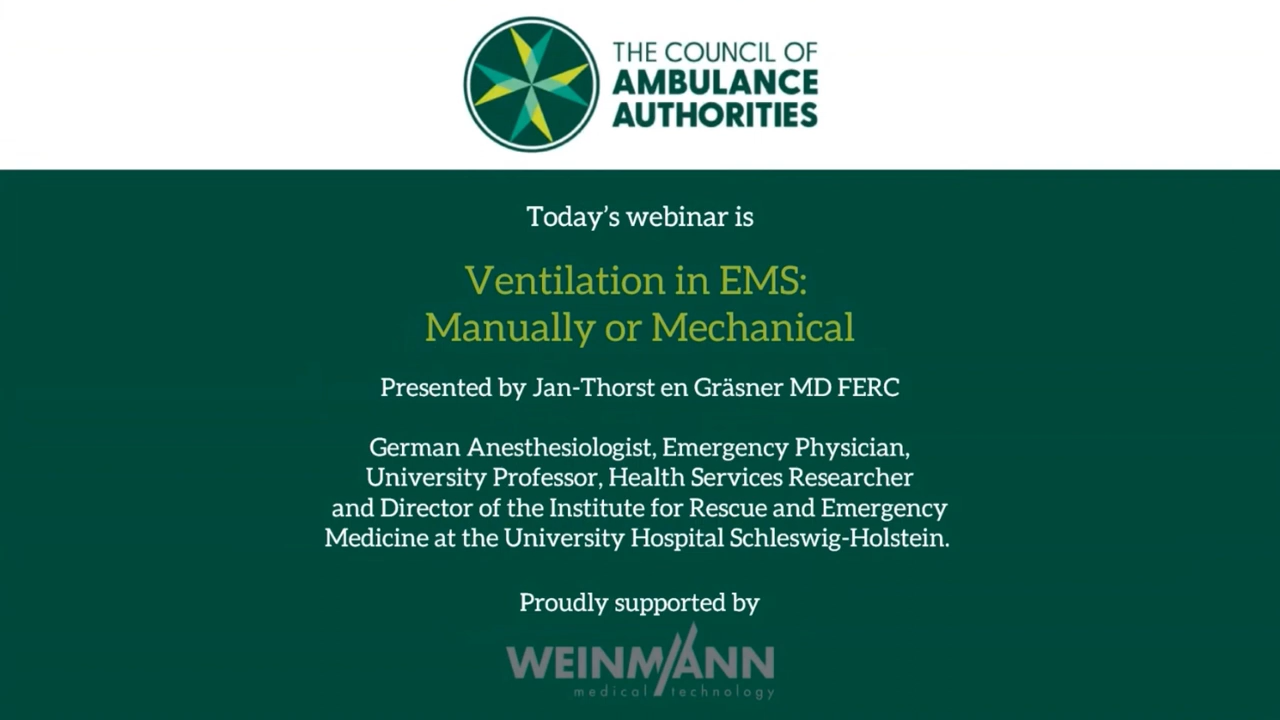 THE COUNCIL OF
AMBULANCE
AUTHORITIES
Today’s webinar is
Ventilation in EMS:
Manually or Mechanical
Presented by Jan-Thorst en Gräsner MD FERC
German Anesthesiologist, Emergency Physician,
University Professor, Health Services Researcher
and Director of the Institute for Rescue and Emergency
Medicine at the University Hospital Schleswig-Holstein.
Proudly supported by
WEINMANN
medical technology